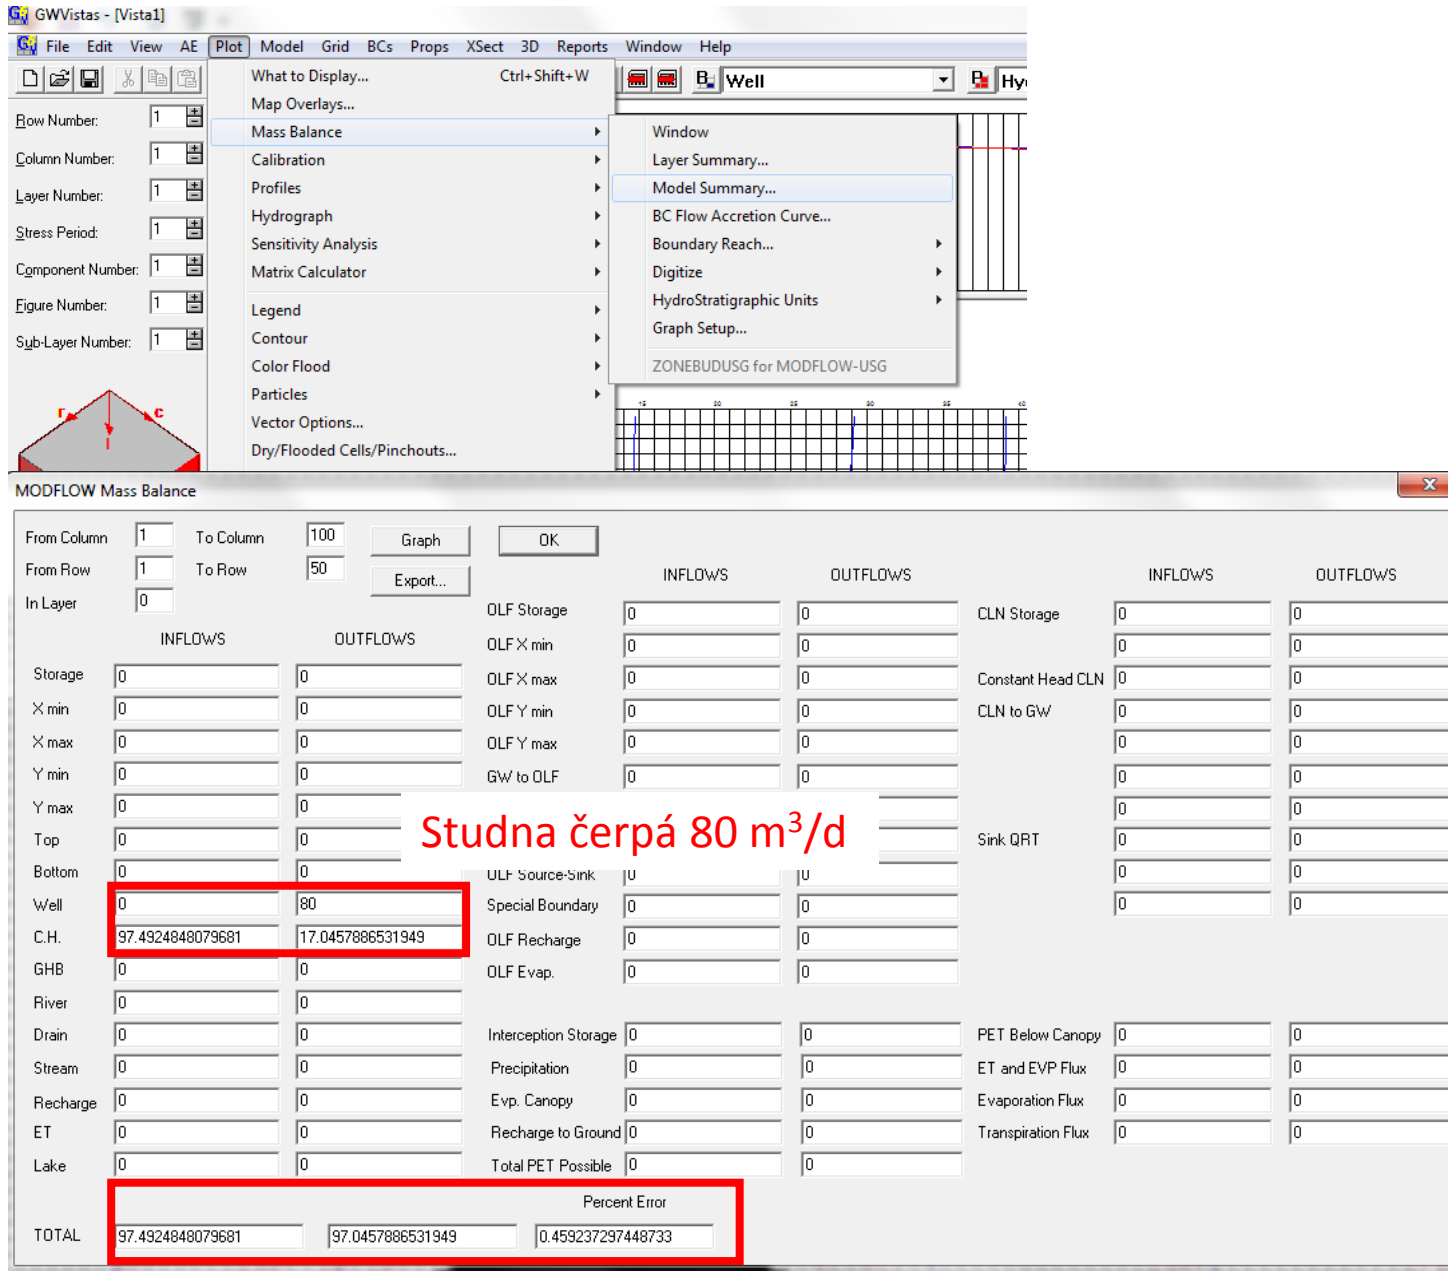 GWVistas - [Vista1]
File Edit View AE Plot Model Grid BCs Props XSect 3D Reports Window Help
Well
Row Number: 1
Column Number: 1
Layer Number: 1
Stress Period: 1
Component Number: 1
Figure Number: 1
Sub-Layer Number: 1
r c
l
What to Display... Ctrl+Shift+W
Map Overlays...
Mass Balance
Calibration
Profiles
Hydrograph
Sensitivity Analysis
Matrix Calculator
Legend
Contour
Color Flood
Particles
Vector Options...
Dry/Flooded Cells/Pinchouts...
Window
Layer Summary...
Model Summary...
BC Flow Accretion Curve...
Boundary Reach...
Digitize
HydroStratigraphic Units
Graph Setup...
ZONEBUDUSG for MODFLOW-USG
15 20 25 30 35 40
MODFLOW Mass Balance
From Column 1 To Column 100 Graph OK
From Row 1 To Row 50 Export...
In Layer 0
INFLOWS OUTFLOWS
Storage 0 0
X min 0 0
X max 0 0
Y min 0 0
Y max 0 0
Top 0 0
Bottom 0 0
Well 0 80
C.H. 97.4924848079681 17.0457886531949
GHB 0 0
River 0 0
Drain 0 0
Stream 0 0
Recharge 0 0
ET 0 0
Lake 0 0
INFLOWS OUTFLOWS
OLF Storage 0 0
OLF X min 0 0
OLF X max 0 0
OLF Y min 0 0
OLF Y max 0 0
GW to OLF 0 0
Studna čerpá 80 m³/d
OLF Source-Sink 0 0
Special Boundary 0 0
OLF Recharge 0 0
OLF Evap. 0 0
Interception Storage 0 0
Precipitation 0 0
Evp. Canopy 0 0
Recharge to Ground 0 0
Total PET Possible 0 0
INFLOWS OUTFLOWS
CLN Storage 0 0
0 0
Constant Head CLN 0 0
CLN to GW 0 0
0 0
0 0
0 0
Sink QRT 0 0
0 0
0 0
PET Below Canopy 0 0
ET and EVP Flux 0 0
Evaporation Flux 0 0
Transpiration Flux 0 0
Percent Error
TOTAL 97.4924848079681 97.0457886531949 0.459237297448733